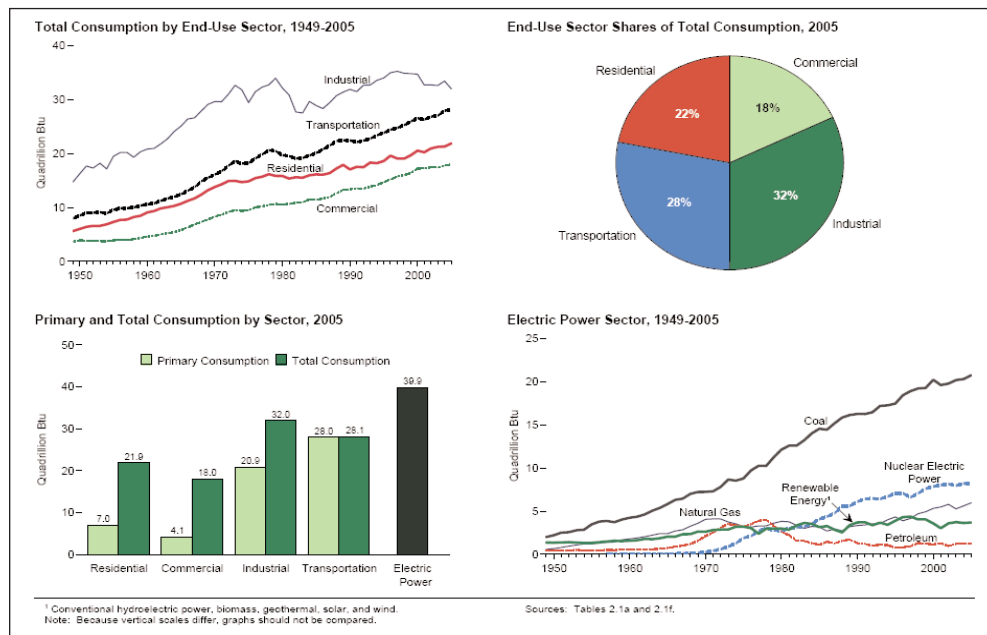 Total Consumption by End-Use Sector, 1949-2005
40
30
20
10
0
Quadrillion Btu
Industrial
Transportation
Residential
Commercial
1950 1960 1970 1980 1990 2000
End-Use Sector Shares of Total Consumption, 2005
Residential
Commercial
22%
18%
28%
32%
Transportation
Industrial
Primary and Total Consumption by Sector, 2005
50
40
30
20
10
0
Quadrillion Btu
Primary Consumption Total Consumption
7.0
21.9
4.1
18.0
20.9
32.0
28.0
28.1
39.9
Residential Commercial Industrial Transportation Electric
Power
Electric Power Sector, 1949-2005
25
20
15
10
5
0
Quadrillion Btu
Coal
Nuclear Electric
Power
Renewable
Energy¹
Natural Gas
Petroleum
1950 1960 1970 1980 1990 2000
¹ Conventional hydroelectric power, biomass, geothermal, solar, and wind.
Note: Because vertical scales differ, graphs should not be compared.
Sources: Tables 2.1a and 2.1f.